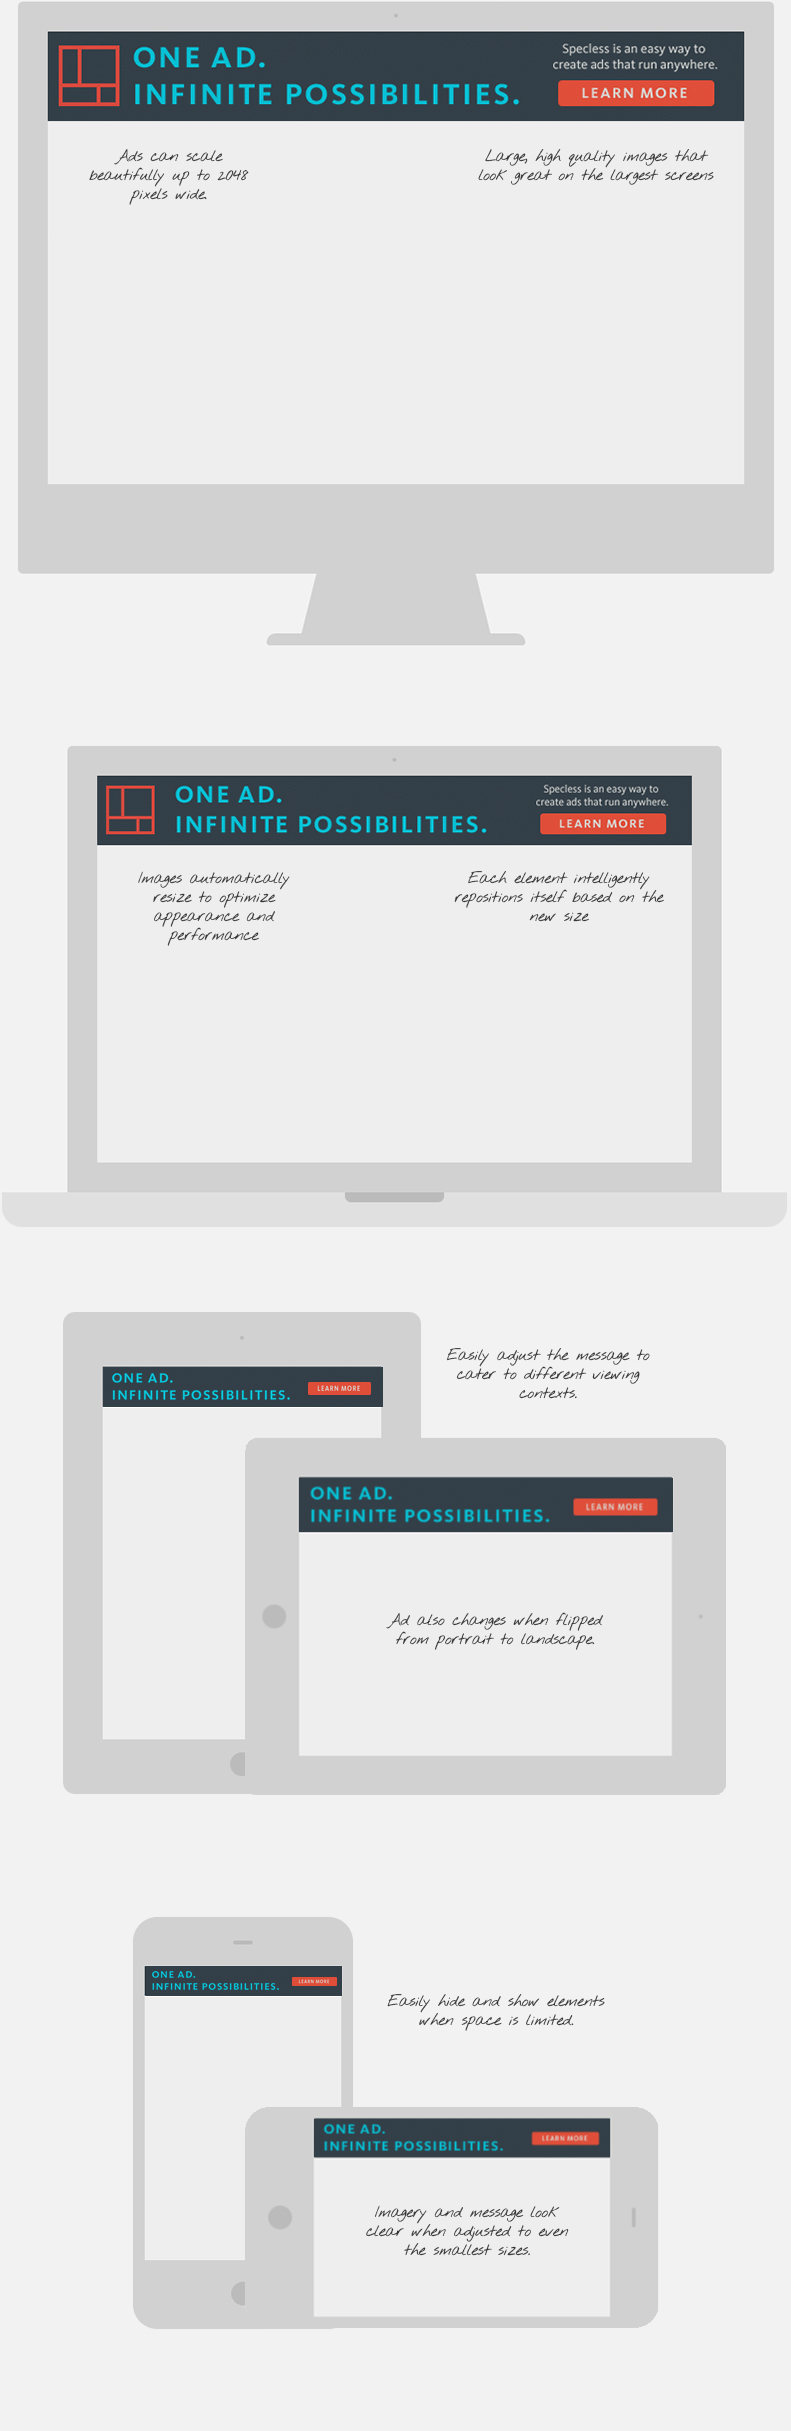 ONE AD.
INFINITE POSSIBILITIES.
Specless is an easy way to
create ads that run anywhere.
LEARN MORE
Ads can scale
beautifully up to 2048
pixels wide.
Large, high quality images that
look great on the largest screens
ONE AD.
INFINITE POSSIBILITIES.
Specless is an easy way to
create ads that run anywhere.
LEARN MORE
Images automatically
resize to optimize
appearance and
performance
Each element intelligently
repositions itself based on the
new size
ONE AD.
INFINITE POSSIBILITIES.
LEARN MORE
Easily adjust the message to
cater to different viewing
contexts.
ONE AD.
INFINITE POSSIBILITIES.
LEARN MORE
Ad also changes when flipped
from portrait to landscape.
ONE AD.
INFINITE POSSIBILITIES.
LEARN MORE
Easily hide and show elements
when space is limited.
ONE AD.
INFINITE POSSIBILITIES.
LEARN MORE
Imagery and message look
clear when adjusted to even
the smallest sizes.